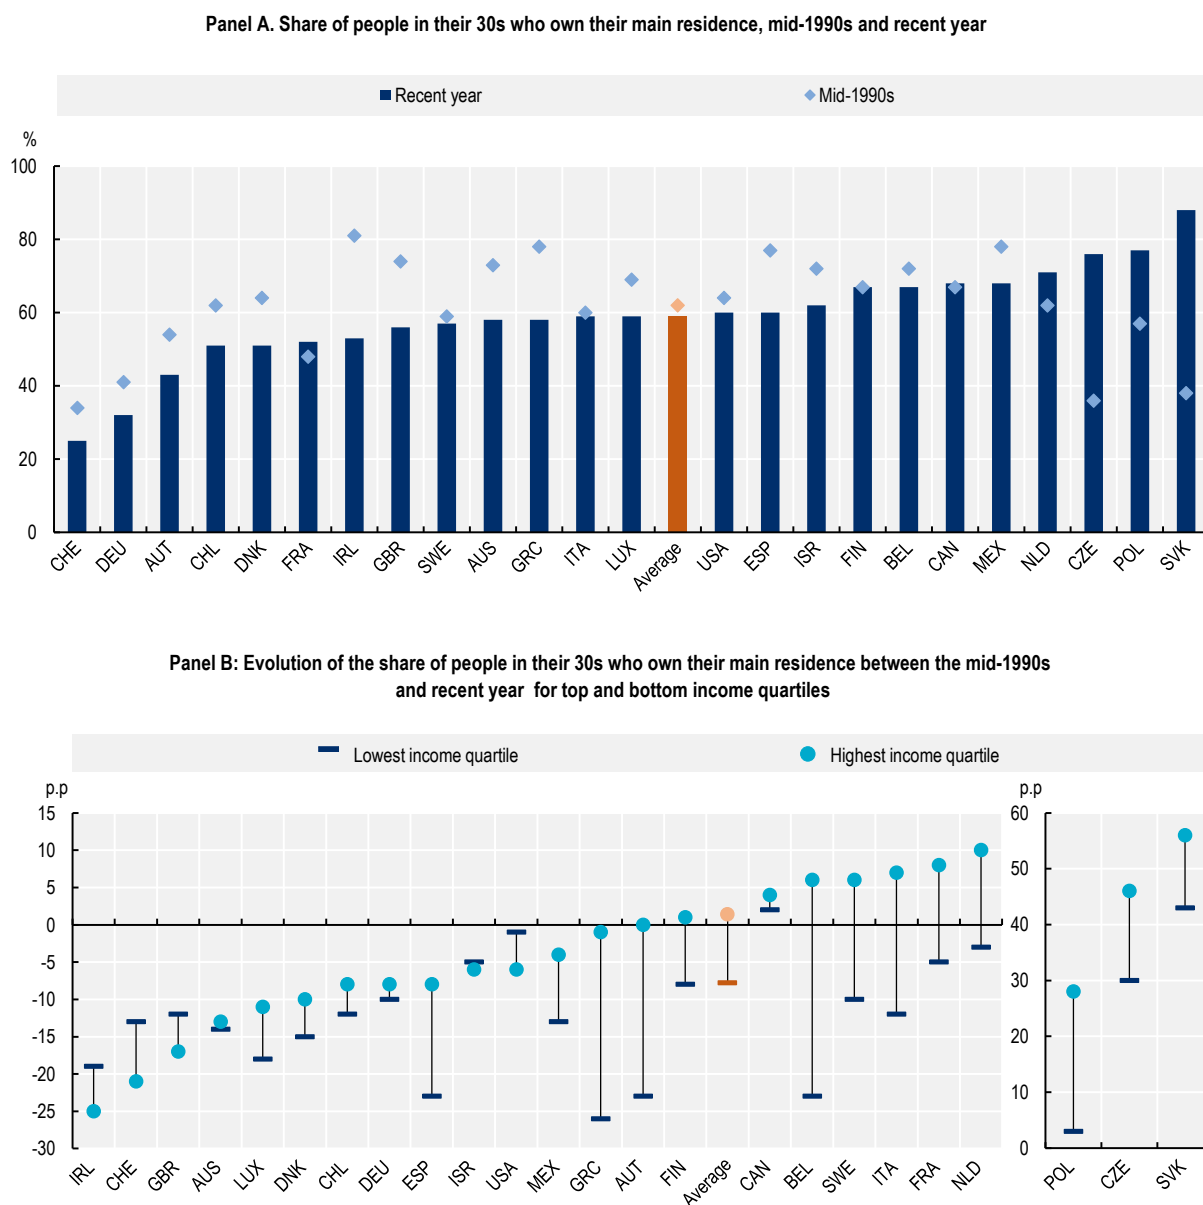 Panel A. Share of people in their 30s who own their main residence, mid-1990s and recent year
Recent year
Mid-1990s
%
100
80
60
40
20
0
CHE
DEU
AUT
CHL
DNK
FRA
IRL
GBR
SWE
AUS
GRC
ITA
LUX
Average
USA
ESP
ISR
FIN
BEL
CAN
MEX
NLD
CZE
POL
SVK
Panel B: Evolution of the share of people in their 30s who own their main residence between the mid-1990s
and recent year for top and bottom income quartiles
Lowest income quartile
Highest income quartile
p.p
15
10
5
0
-5
-10
-15
-20
-25
-30
IRL
CHE
GBR
AUS
LUX
DNK
CHL
DEU
ESP
ISR
USA
MEX
GRC
AUT
FIN
Average
CAN
BEL
SWE
ITA
FRA
NLD
p.p
60
50
40
30
20
10
0
POL
CZE
SVK